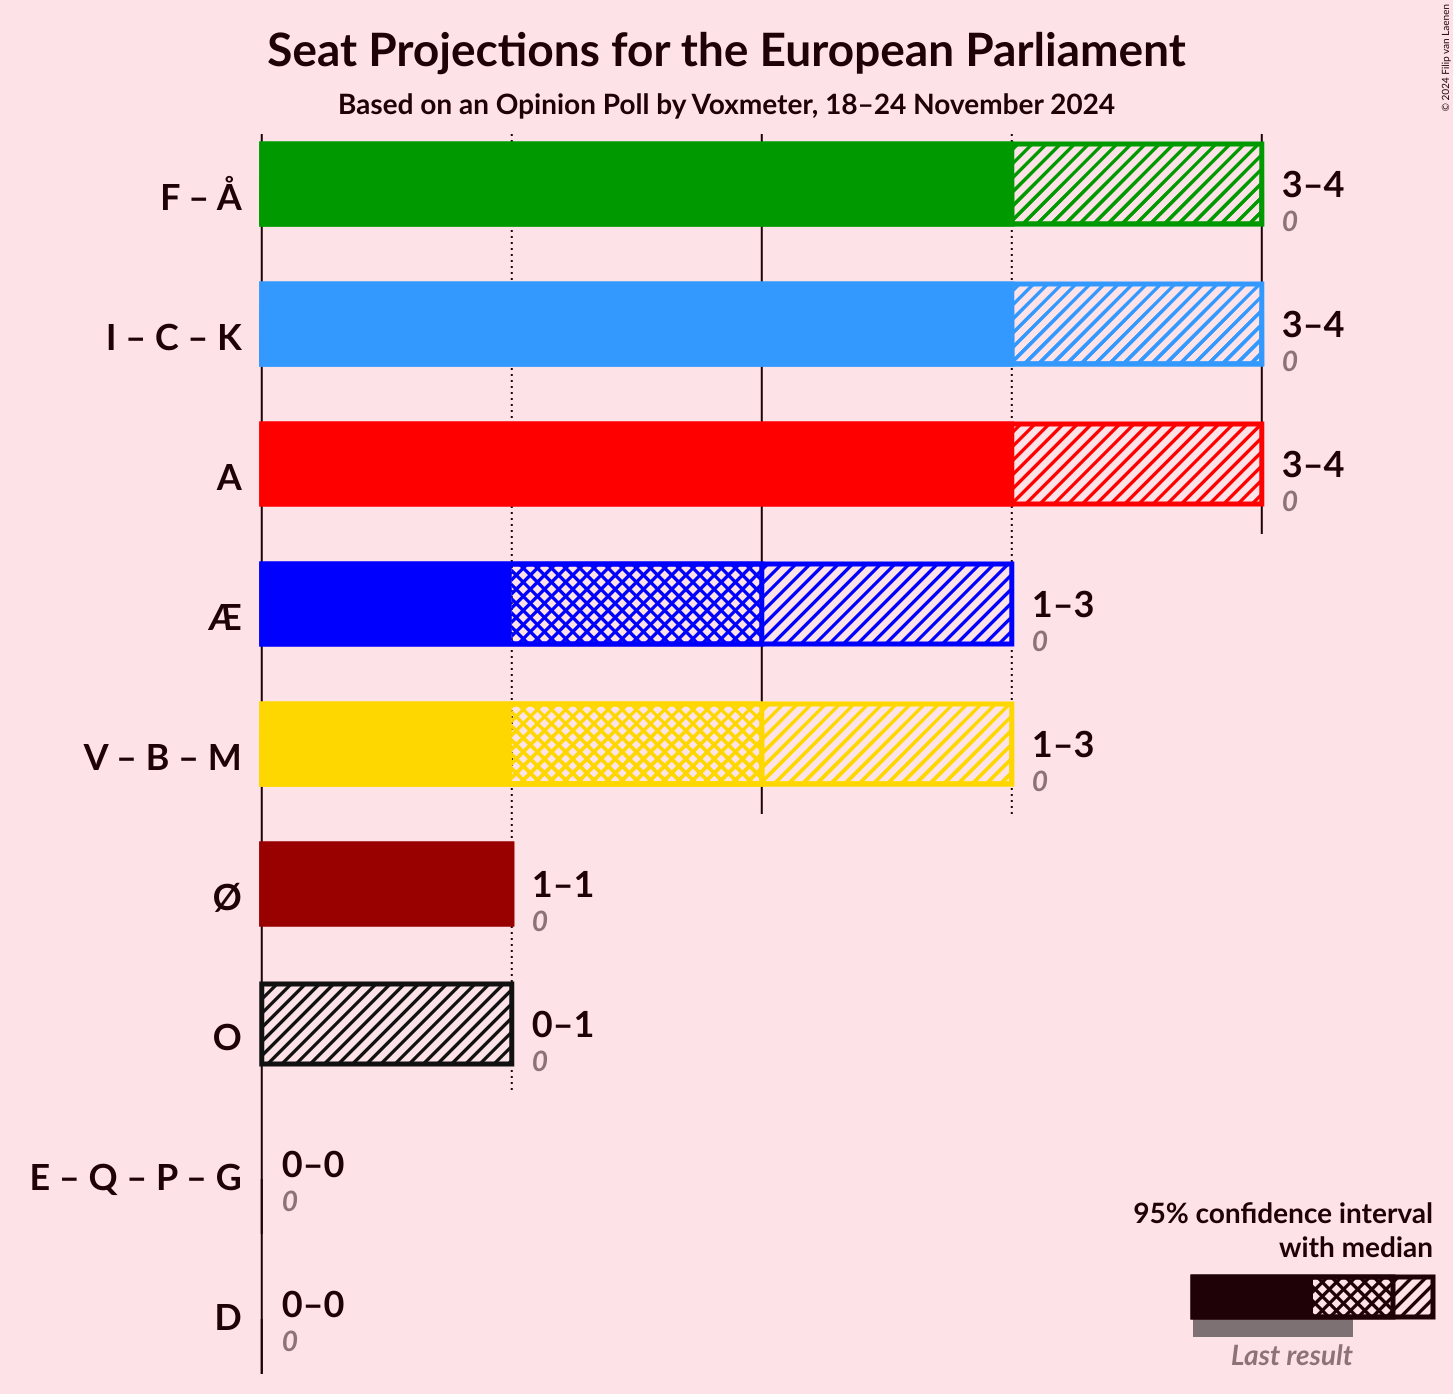 Seat Projections for the European Parliament
Based on an Opinion Poll by Voxmeter, 18–24 November 2024
© 2024 Filip van Laenen
F – Å
3–4
0
I – C – K
3–4
0
A
3–4
0
Æ
1–3
0
V – B – M
1–3
0
Ø
1–1
0
O
0–1
0
E – Q – P – G
0–0
0
D
0–0
0
95% confidence interval
with median
Last result